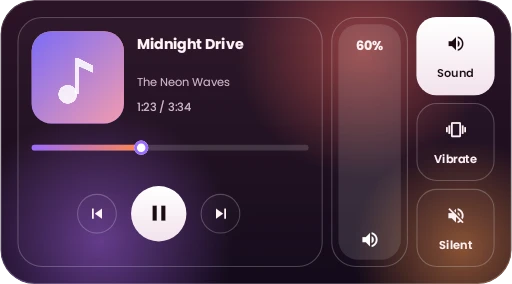 Midnight Drive
The Neon Waves
1:23 / 3:34
60%
Sound
Vibrate
Silent